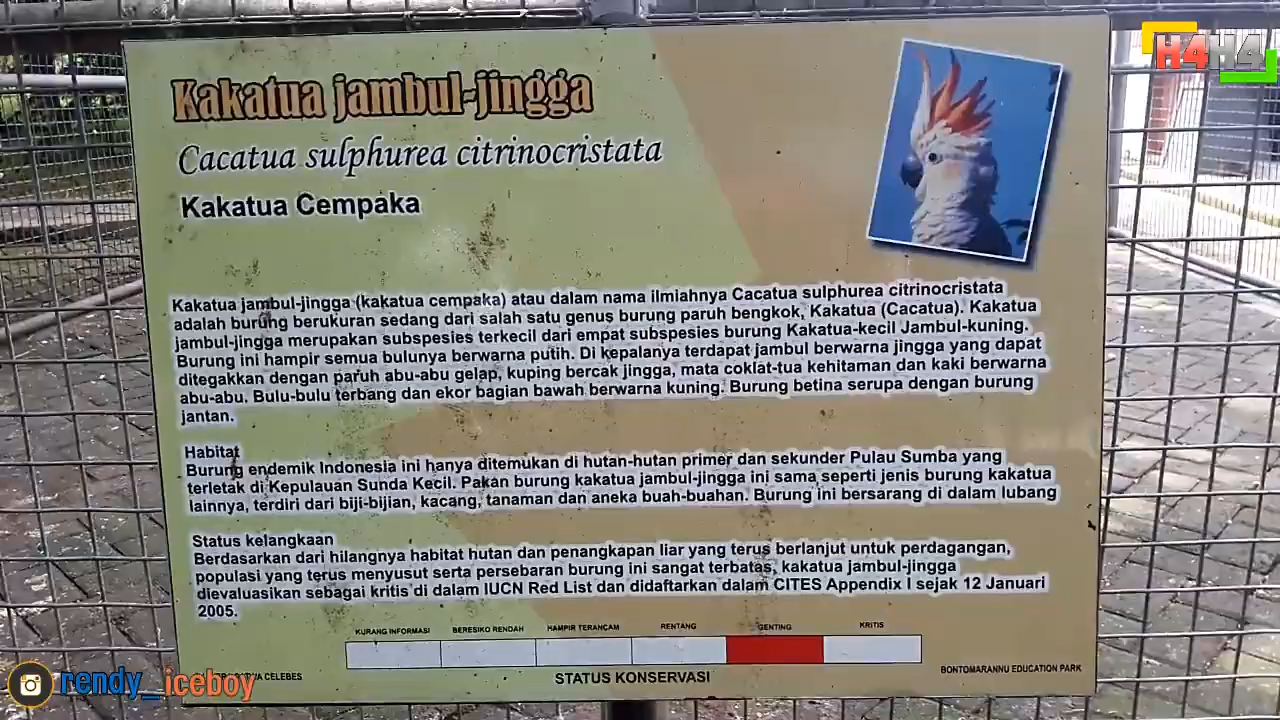 H4H4
Kakatua jambul-jingga
Cacatua sulphurea citrinocristata
Kakatua Cempaka
Kakatua jambul-jingga (kakatua cempaka) atau dalam nama ilmiahnya Cacatua sulphurea citrinocristata
adalah burung berukuran sedang dari salah satu genus burung paruh bengkok, Kakatua (Cacatua). Kakatua
jambul-jingga merupakan subspesies terkecil dari empat subspesies burung Kakatua-kecil Jambul-kuning.
Burung ini hampir semua bulunya berwarna putih. Di kepalanya terdapat jambul berwarna jingga yang dapat
ditegakkan dengan paruh abu-abu gelap, kuping bercak jingga, mata coklat-tua kehitaman dan kaki berwarna
abu-abu. Bulu-bulu terbang dan ekor bagian bawah berwarna kuning. Burung betina serupa dengan burung
jantan.
Habitat
Burung endemik Indonesia ini hanya ditemukan di hutan-hutan primer dan sekunder Pulau Sumba yang
terletak di Kepulauan Sunda Kecil. Pakan burung kakatua jambul-jingga ini sama seperti jenis burung kakatua
lainnya, terdiri dari biji-bijian, kacang, tanaman dan aneka buah-buahan. Burung ini bersarang di dalam lubang
Status kelangkaan
Berdasarkan dari hilangnya habitat hutan dan penangkapan liar yang terus berlanjut untuk perdagangan,
populasi yang terus menyusut serta persebaran burung ini sangat terbatas, kakatua jambul-jingga
dievaluasikan sebagai kritis di dalam IUCN Red List dan didaftarkan dalam CITES Appendix I sejak 12 Januari
2005.
KURANG INFORMASI BERESIKO RENDAH HAMPIR TERANCAM RENTANG GENTING KRITIS
STATUS KONSERVASI
CELEBES
BONTOMARANNU EDUCATION PARK
rendy_iceboy